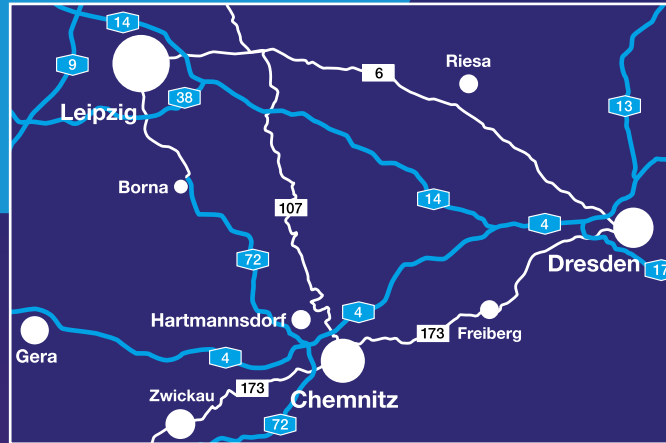 14
9
Riesa
6
Leipzig
38
13
Borna
107
14
4
72
Dresden
17
Hartmannsdorf
4
173
Freiberg
Gera
4
Zwickau
173
Chemnitz
72